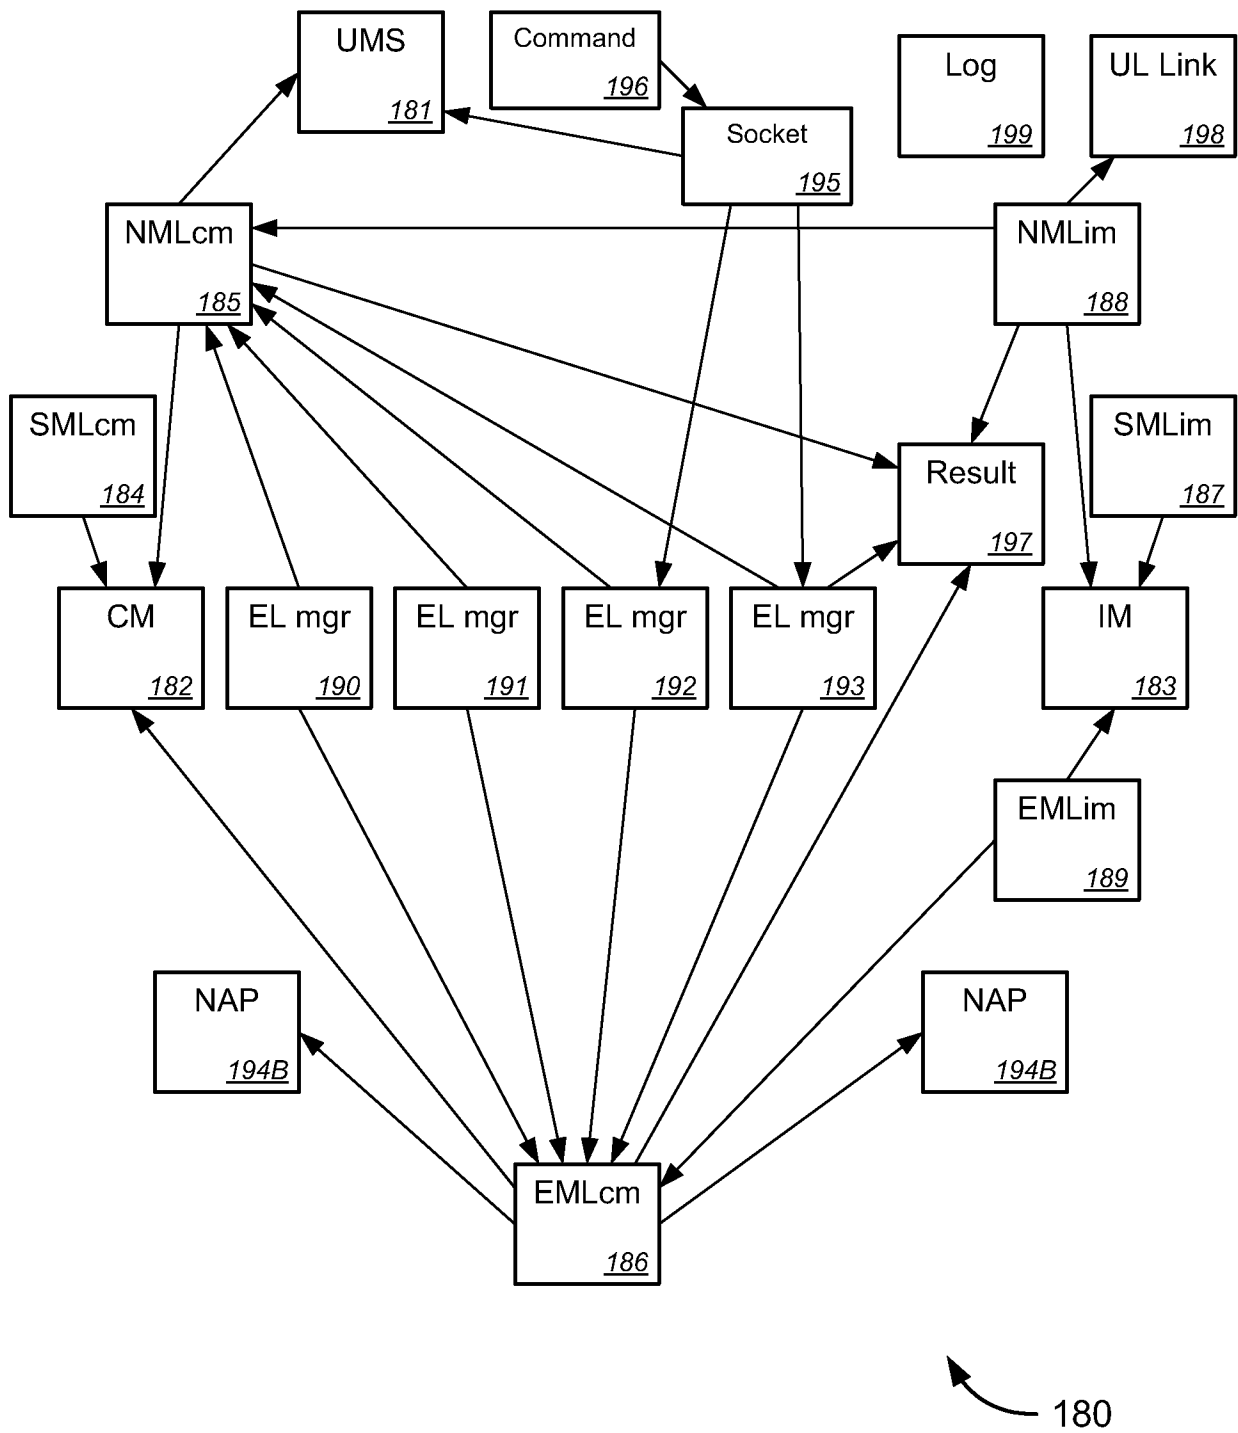 UMS
181
Command
196
Socket
195
Log
199
UL Link
198
NMLcm
185
NMLim
188
SMLcm
184
Result
197
SMLim
187
CM
182
EL mgr
190
EL mgr
191
EL mgr
192
EL mgr
193
IM
183
EMLim
189
NAP
194B
NAP
194B
EMLcm
186
180